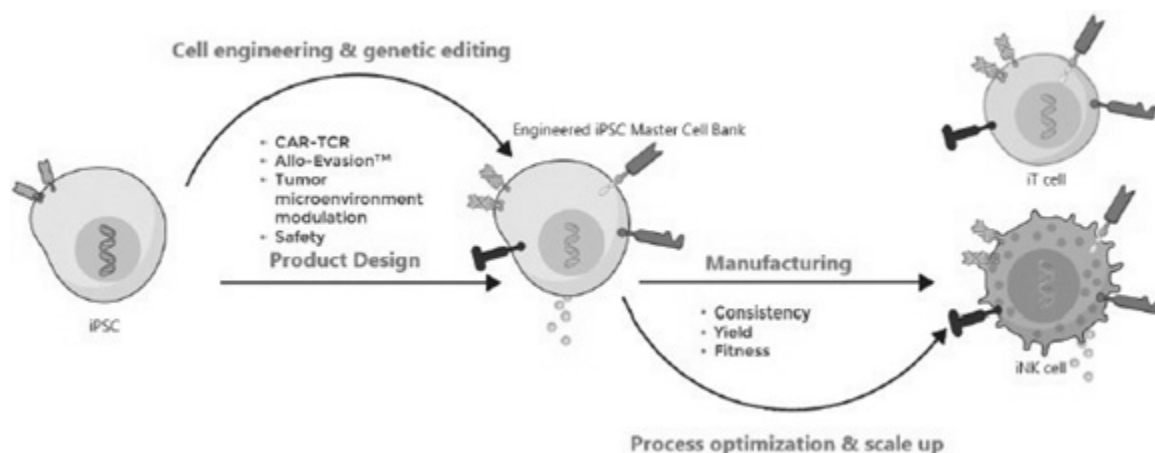 Cell engineering & genetic editing
Engineered iPSC Master Cell Bank
• CAR-TCR
• Allo-Evasion™
• Tumor
microenvironment
modulation
• Safety
Product Design
iPSC
iT cell
Manufacturing
• Consistency
• Yield
• Fitness
iNK cell
Process optimization & scale up